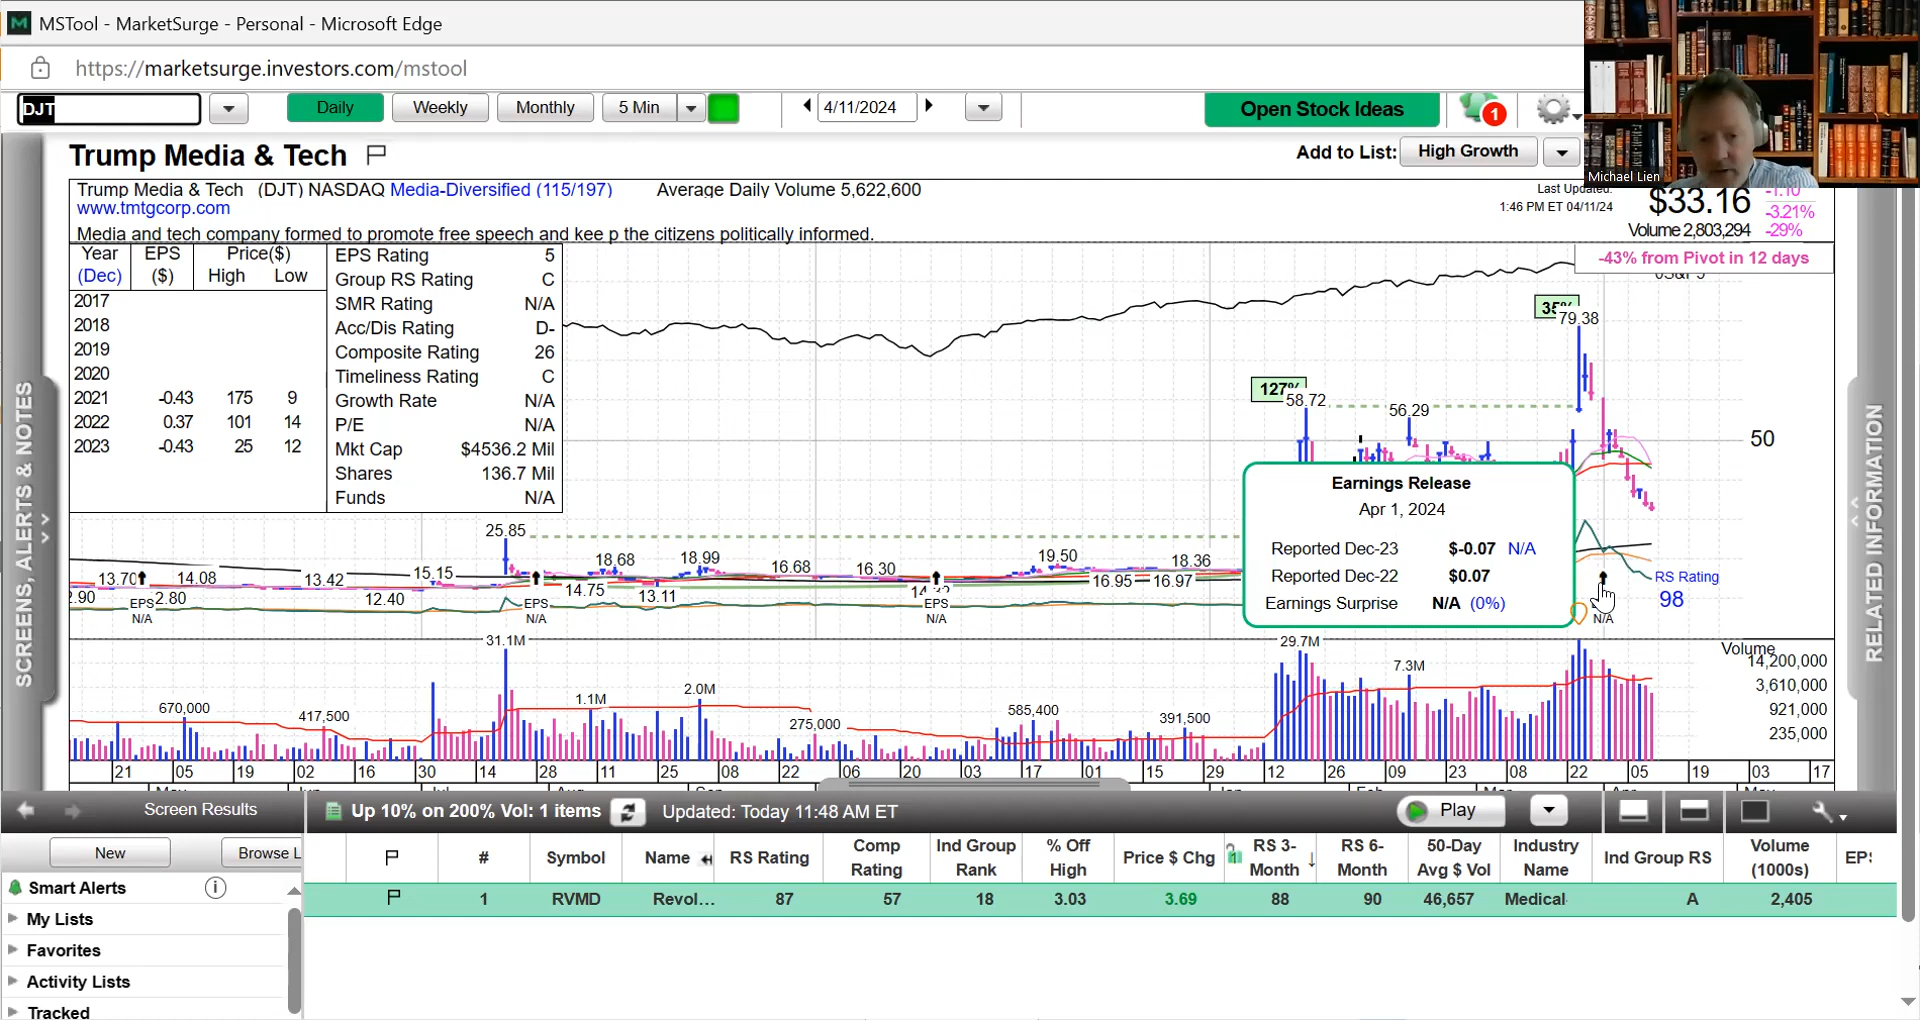 MSTool - MarketSurge - Personal - Microsoft Edge
https://marketsurge.investors.com/mstool
DJT
Daily
Weekly
Monthly
5 Min
4/11/2024
Open Stock Ideas
1
Trump Media & Tech
Add to List:
High Growth
Michael Lien
Trump Media & Tech (DJT) NASDAQ Media-Diversified (115/197) Average Daily Volume 5,622,600
www.tmtgcorp.com
Media and tech company formed to promote free speech and kee p the citizens politically informed.
Last Updated:
1:46 PM ET 04/11/24
$33.16
-1.10
-3.21%
Volume 2,803,294 -29%
-43% from Pivot in 12 days
Year EPS Price($)
(Dec) ($) High Low
2017
2018
2019
2020
2021 -0.43 175 9
2022 0.37 101 14
2023 -0.43 25 12
EPS Rating 5
Group RS Rating C
SMR Rating N/A
Acc/Dis Rating D-
Composite Rating 26
Timeliness Rating C
Growth Rate N/A
P/E N/A
Mkt Cap $4536.2 Mil
Shares 136.7 Mil
Funds N/A
79.38
127%
58.72
56.29
50
Earnings Release
Apr 1, 2024
Reported Dec-23 $-0.07 N/A
Reported Dec-22 $0.07
Earnings Surprise N/A (0%)
RS Rating
98
N/A
25.85
13.70 14.08 13.42 15.15 18.68 18.99 16.68 16.30 19.50 18.36
2.90 2.80 12.40 14.75 13.11 16.95 16.97
EPS EPS EPS
N/A N/A N/A
31.1M
29.7M
7.3M
Volume
14,200,000
3,610,000
921,000
235,000
670,000
417,500
1.1M
2.0M
275,000
585,400
391,500
21 05 19 02 16 30 14 28 11 25 08 22 06 20 03 17 01 15 29 12 26 09 23 08 22 05 19 03 17
SCREENS, ALERTS & NOTES
RELATED INFORMATION
Screen Results
Up 10% on 200% Vol: 1 items
Updated: Today 11:48 AM ET
Play
New
Browse L
Smart Alerts
My Lists
Favorites
Activity Lists
Tracked
# Symbol Name RS Rating Comp Rating Ind Group Rank % Off High Price $ Chg RS 3-Month RS 6-Month 50-Day Avg $ Vol Industry Name Ind Group RS Volume (1000s)
1 RVMD Revol... 87 57 18 3.03 3.69 88 90 46,657 Medical A 2,405